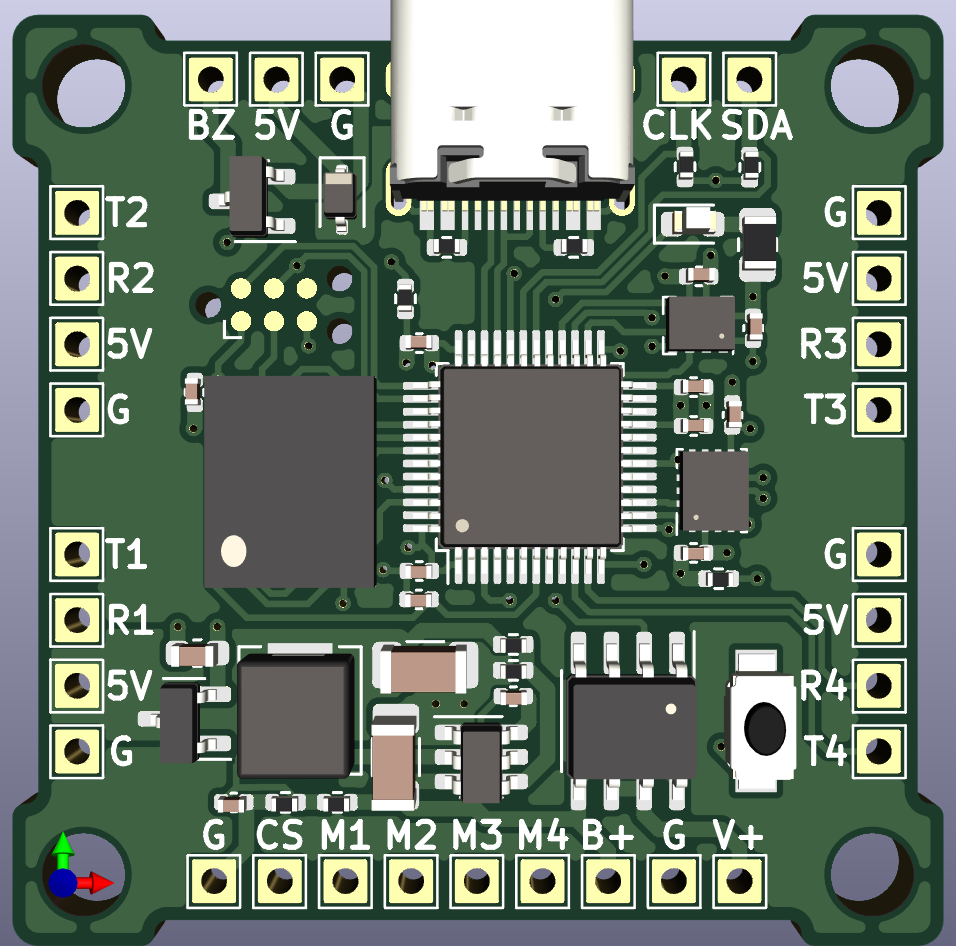 BZ 5V G CLK SDA
T2 G
R2 5V
5V R3
G T3
T1 G
R1 5V
5V R4
G T4
G CS M1 M2 M3 M4 B+ G V+